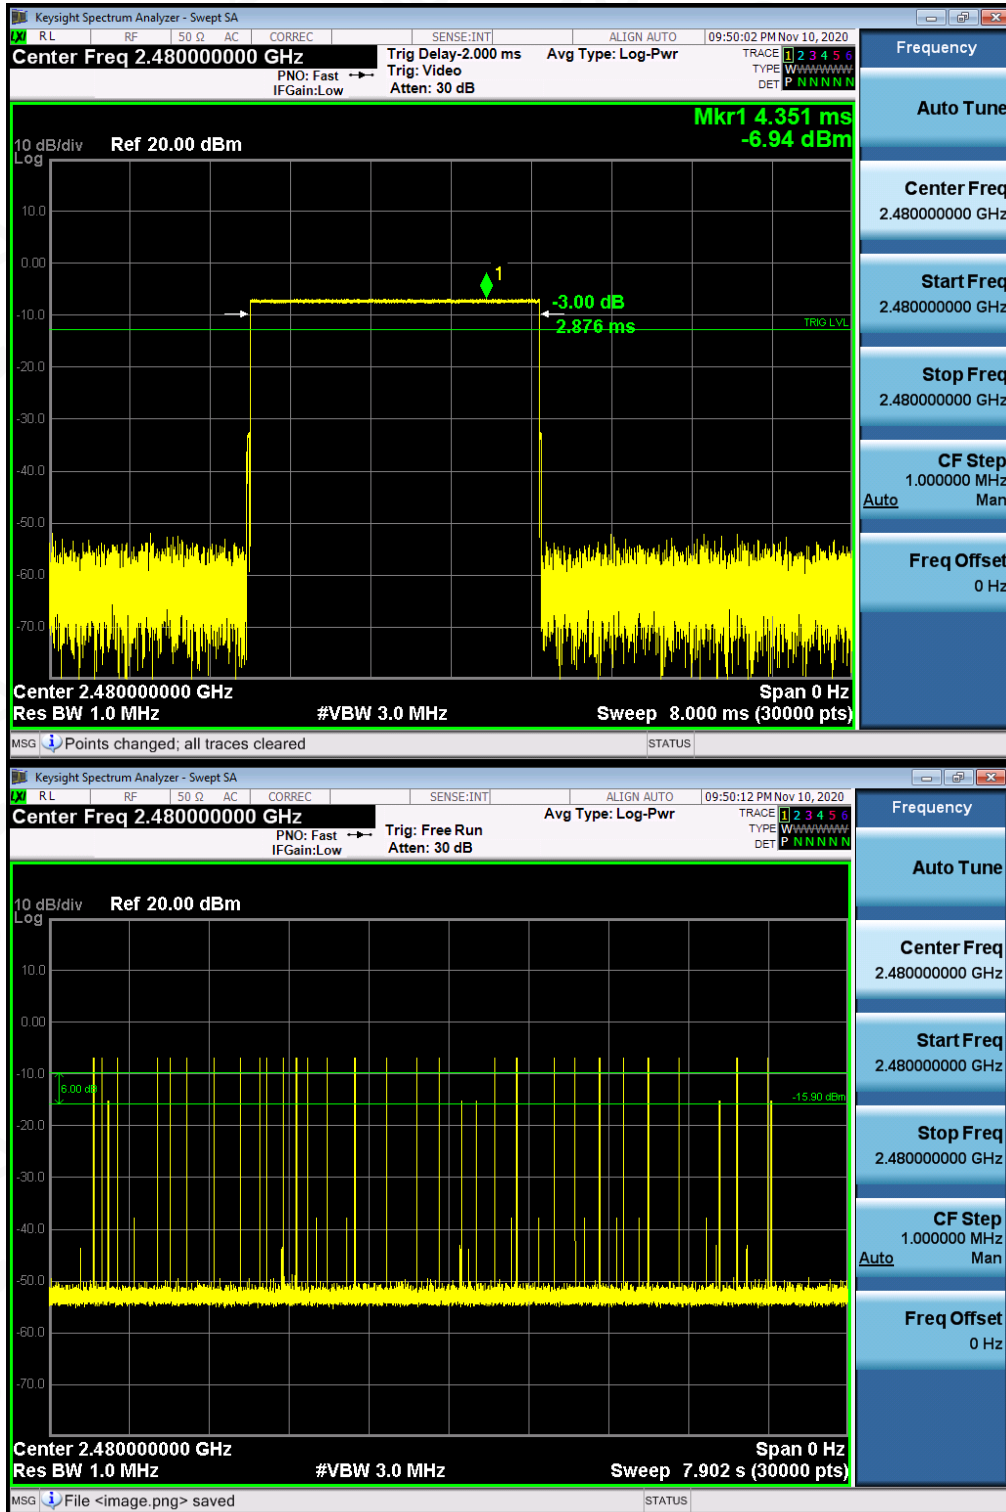 Keysight Spectrum Analyzer - Swept SA
LXI RL RF 50 Ω AC CORREC SENSE:INT ALIGN AUTO 09:50:02 PM Nov 10, 2020
Center Freq 2.480000000 GHz
PNO: Fast
IFGain:Low
Trig Delay-2.000 ms
Trig: Video
Atten: 30 dB
Avg Type: Log-Pwr
TRACE 1 2 3 4 5 6
TYPE WWWWWW
DET P N N N N N
Mkr1 4.351 ms
-6.94 dBm
10 dB/div
Log
Ref 20.00 dBm
10.0
0.00
1
-3.00 dB
2.876 ms
-10.0
TRIG LVL
-20.0
-30.0
-40.0
-50.0
-60.0
-70.0
Center 2.480000000 GHz
Span 0 Hz
Res BW 1.0 MHz
#VBW 3.0 MHz
Sweep 8.000 ms (30000 pts)
MSG Points changed; all traces cleared
STATUS
Frequency
Auto Tune
Center Freq
2.480000000 GHz
Start Freq
2.480000000 GHz
Stop Freq
2.480000000 GHz
CF Step
1.000000 MHz
Auto Man
Freq Offset
0 Hz
Keysight Spectrum Analyzer - Swept SA
LXI RL RF 50 Ω AC CORREC SENSE:INT ALIGN AUTO 09:50:12 PM Nov 10, 2020
Center Freq 2.480000000 GHz
PNO: Fast
IFGain:Low
Trig: Free Run
Atten: 30 dB
Avg Type: Log-Pwr
TRACE 1 2 3 4 5 6
TYPE WWWWWW
DET P N N N N N
10 dB/div
Log
Ref 20.00 dBm
10.0
0.00
-10.0
6.00 dB
-15.90 dBm
-20.0
-30.0
-40.0
-50.0
-60.0
-70.0
Center 2.480000000 GHz
Span 0 Hz
Res BW 1.0 MHz
#VBW 3.0 MHz
Sweep 7.902 s (30000 pts)
MSG File <image.png> saved
STATUS
Frequency
Auto Tune
Center Freq
2.480000000 GHz
Start Freq
2.480000000 GHz
Stop Freq
2.480000000 GHz
CF Step
1.000000 MHz
Auto Man
Freq Offset
0 Hz